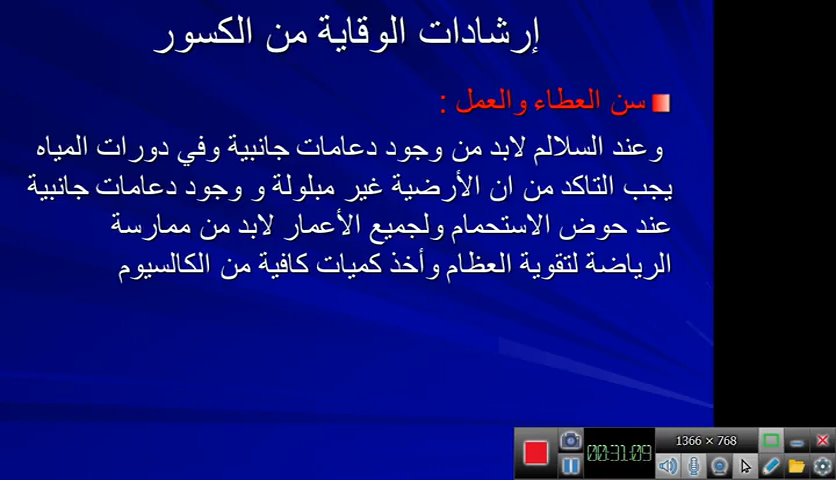 إرشادات الوقاية من الكسور
سن العطاء والعمل :
وعند السلالم لابد من وجود دعامات جانبية وفي دورات المياه
يجب التاكد من ان الأرضية غير مبلولة و وجود دعامات جانبية
عند حوض الاستحمام ولجميع الأعمار لابد من ممارسة
الرياضة لتقوية العظام وأخذ كميات كافية من الكالسيوم
1366 × 768
00:31:09